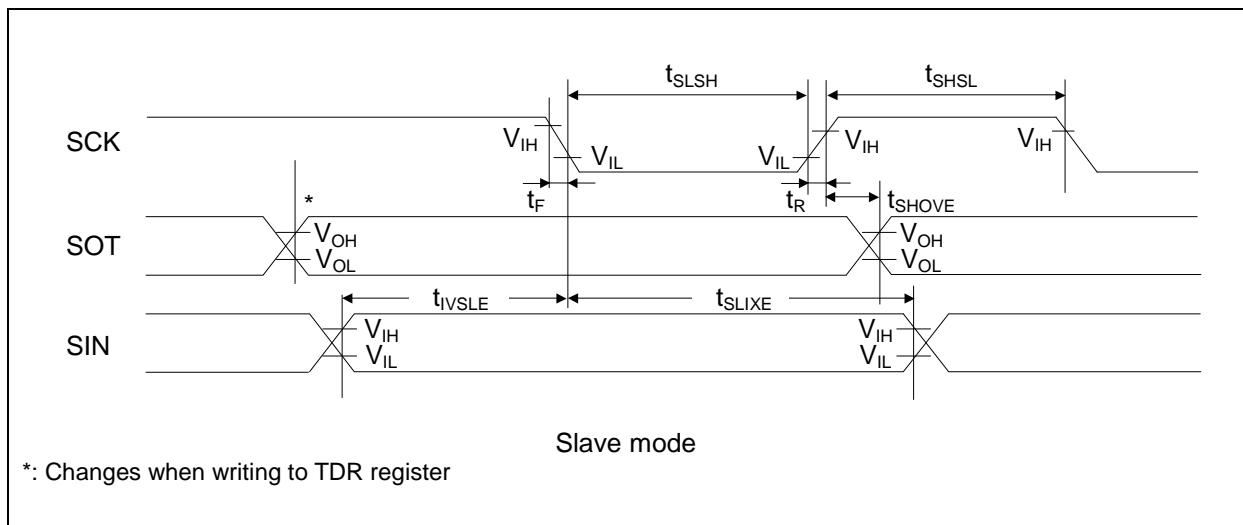 tSLSH
tSHSL
SCK
VIH
VIL
VIL
VIH
VIH
tF
tR
tSHOVE
*
SOT
VOH
VOL
VOH
VOL
tIVSLE
tSLIXE
SIN
VIH
VIL
VIH
VIL
Slave mode
*: Changes when writing to TDR register